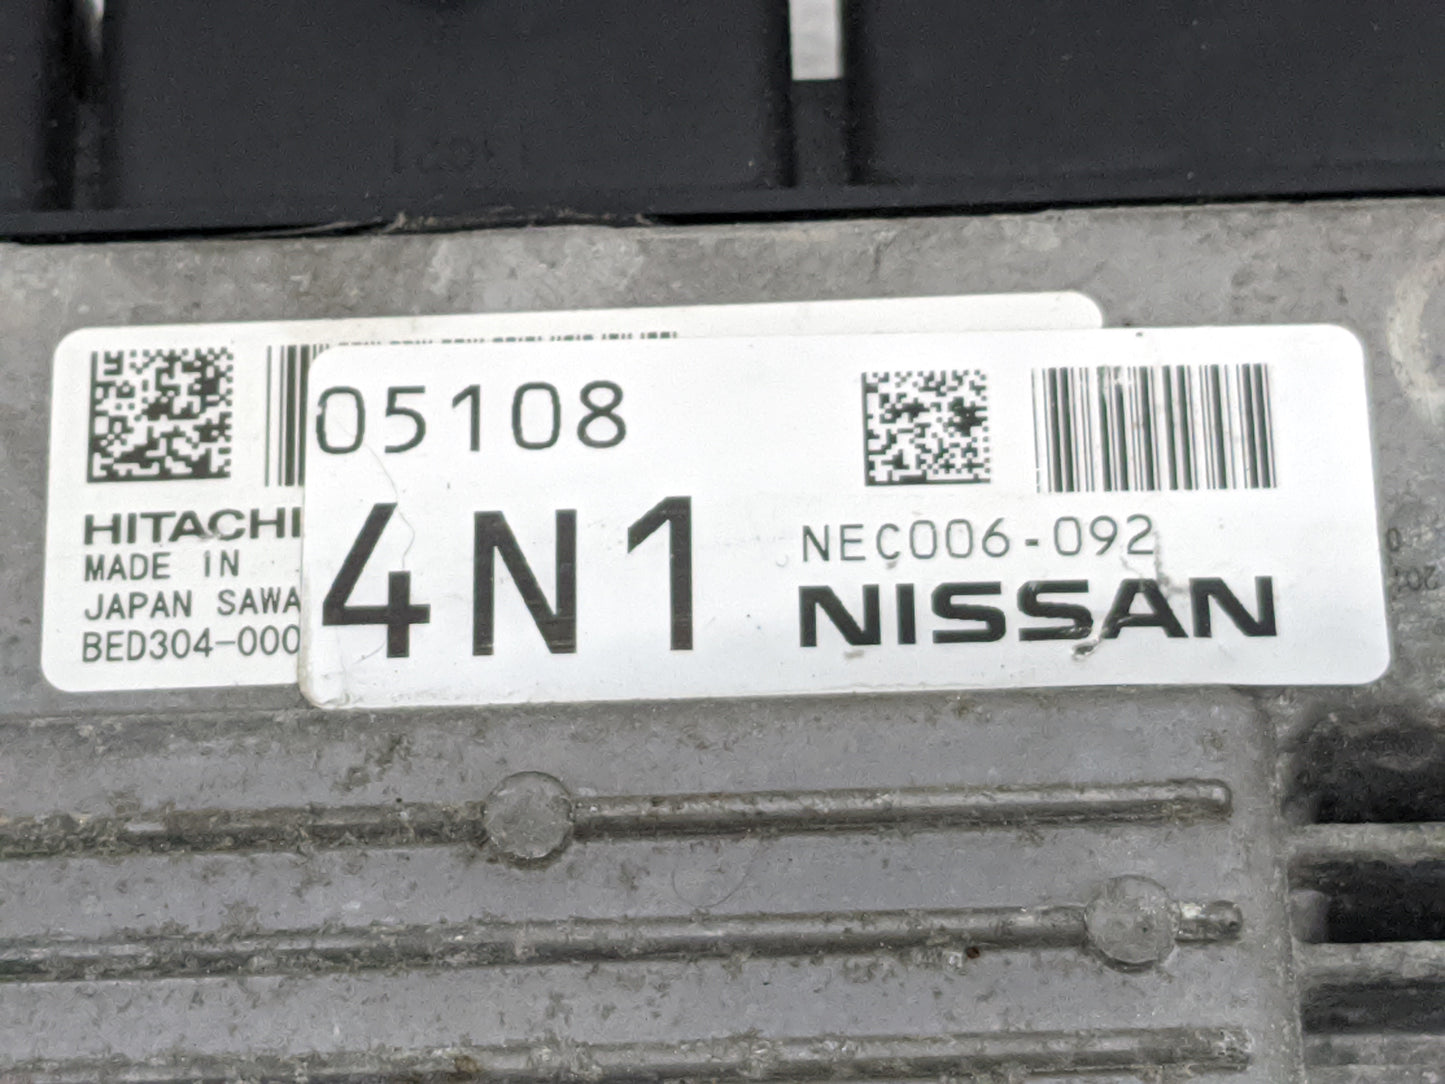 05108
4N1
NEC006-092
NISSAN
HITACHI
MADE IN
JAPAN SAWA
BED304-000